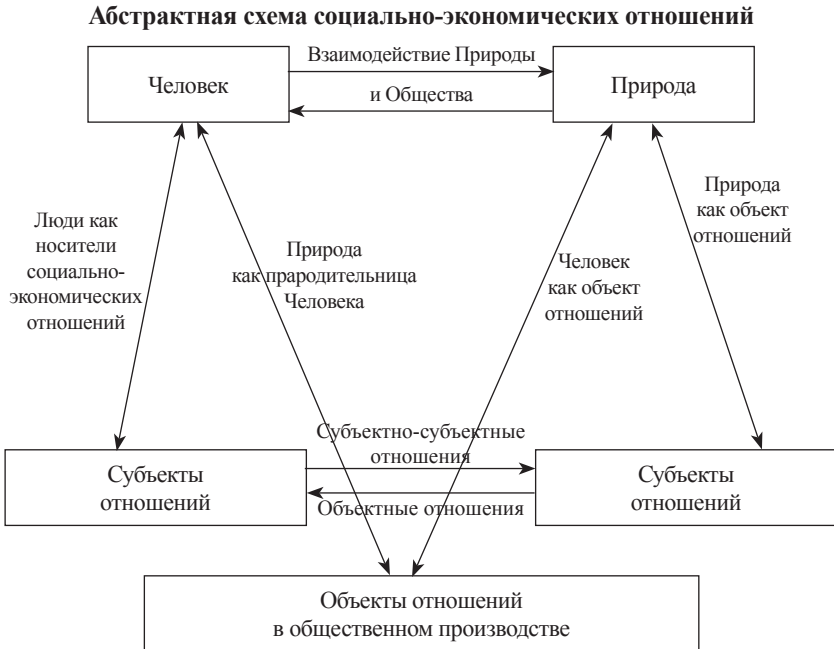 Абстрактная схема социально-экономических отношений
Человек
Взаимодействие Природы
и Общества
Природа
Люди как
носители
социально-
экономических
отношений
Природа
как прародительница
Человека
Человек
как объект
отношений
Природа
как объект
отношений
Субъекты
отношений
Субъектно-субъектные
отношения
Объектные отношения
Субъекты
отношений
Объекты отношений
в общественном производстве